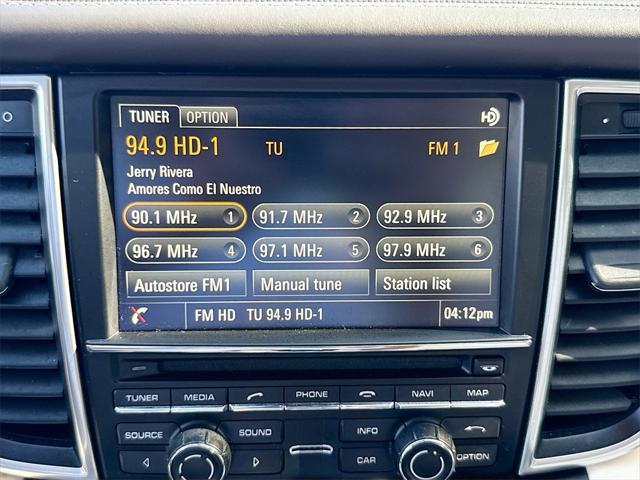 TUNER OPTION HD
94.9 HD-1 TU FM 1
Jerry Rivera
Amores Como El Nuestro
90.1 MHz 1 91.7 MHz 2 92.9 MHz 3
96.7 MHz 4 97.1 MHz 5 97.9 MHz 6
Autostore FM1 Manual tune Station list
FM HD TU 94.9 HD-1 04:12pm
TUNER MEDIA PHONE NAVI MAP
SOURCE SOUND INFO
CAR OPTION